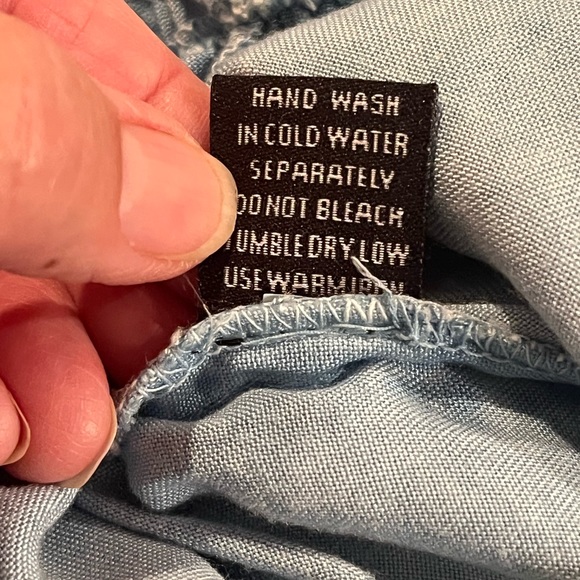 HAND WASH
IN COLD WATER
SEPARATELY
DO NOT BLEACH
TUMBLE DRY LOW
USE WARM IRON